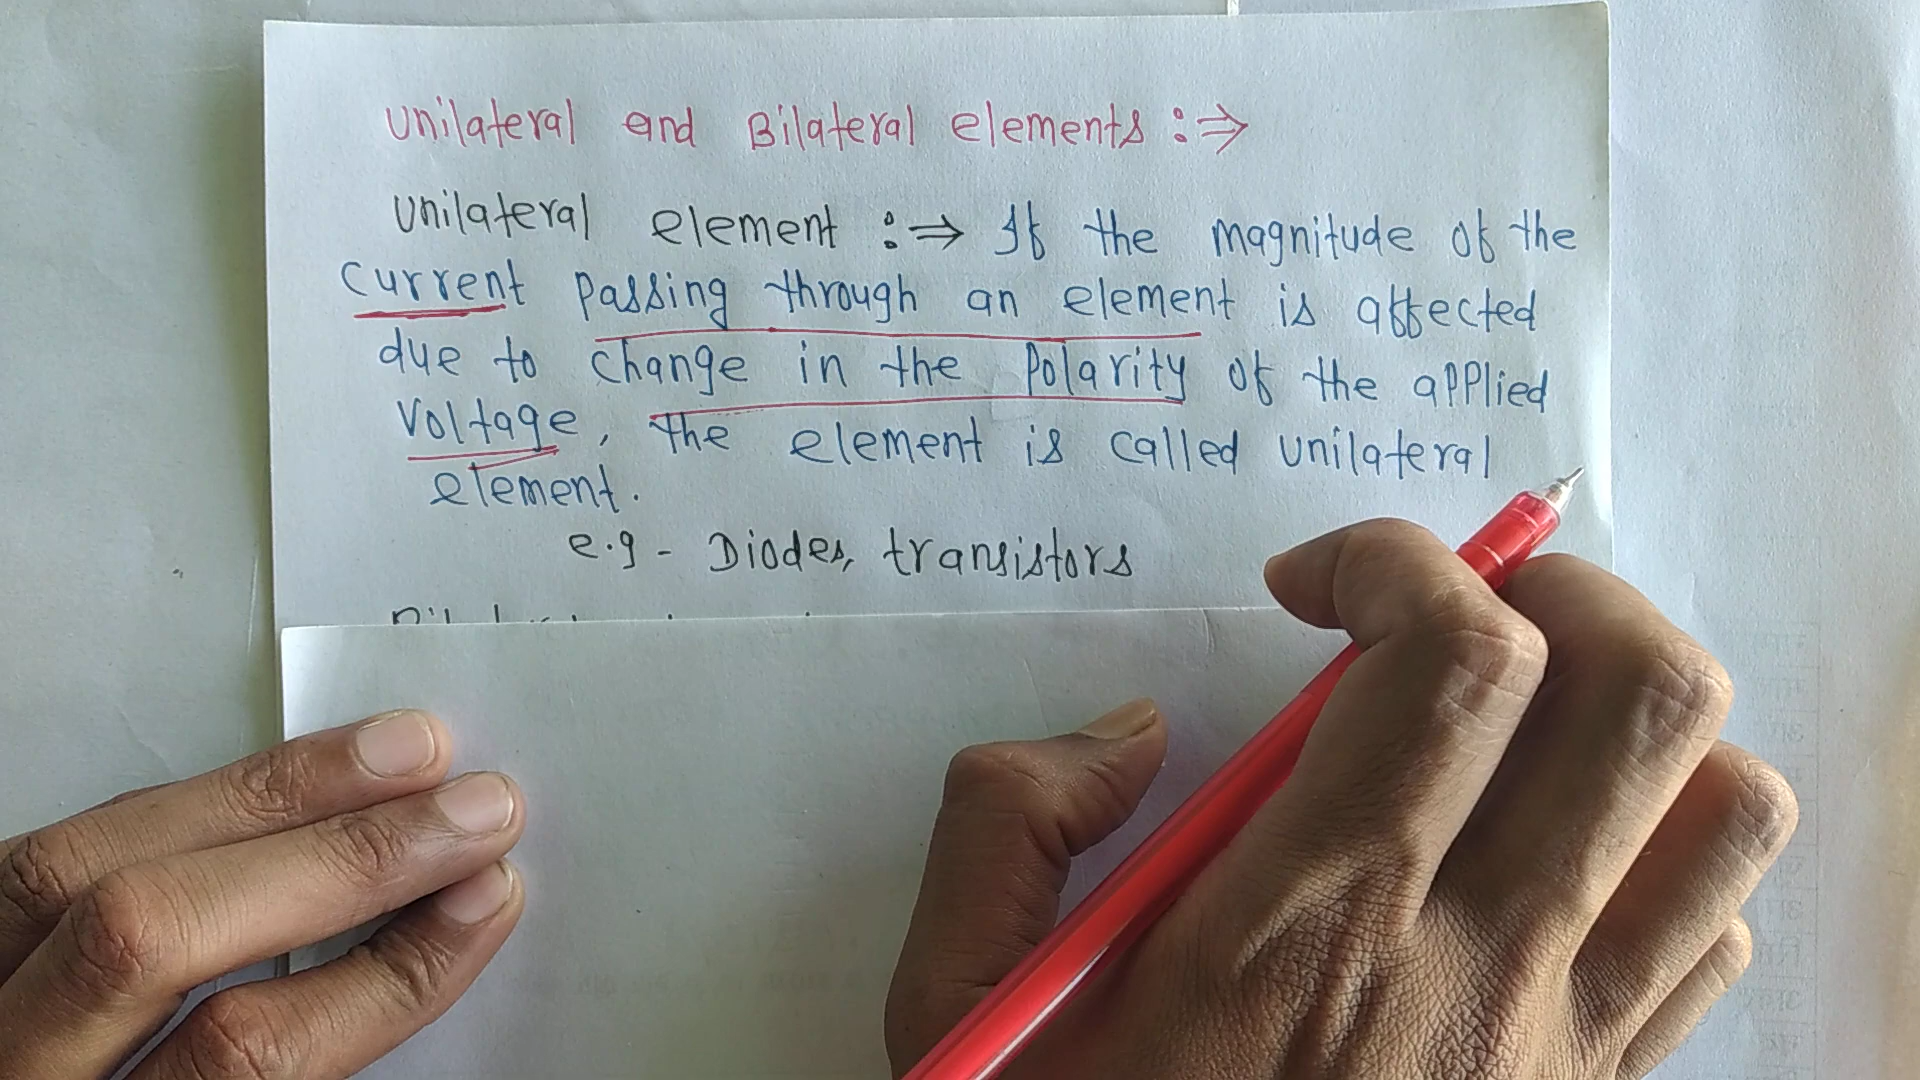 Unilateral and Bilateral elements :⇒
Unilateral element :⇒ If the magnitude of the
current passing through an element is affected
due to change in the Polarity of the applied
Voltage, the element is called unilateral
element.
e.g - Diodes, transistors